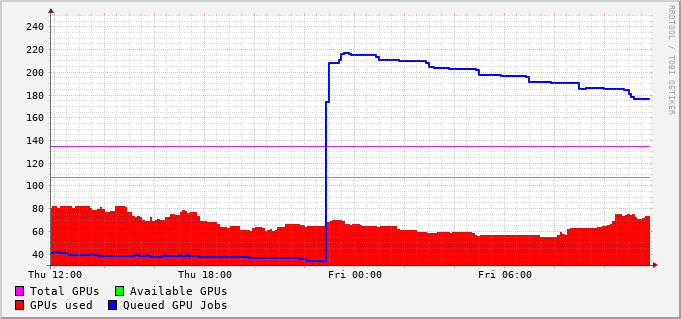 RRDTOOL / TOBI OETIKER
240
220
200
180
160
140
120
100
80
60
40
Thu 12:00 Thu 18:00 Fri 00:00 Fri 06:00
Total GPUs Available GPUs
GPUs used Queued GPU Jobs